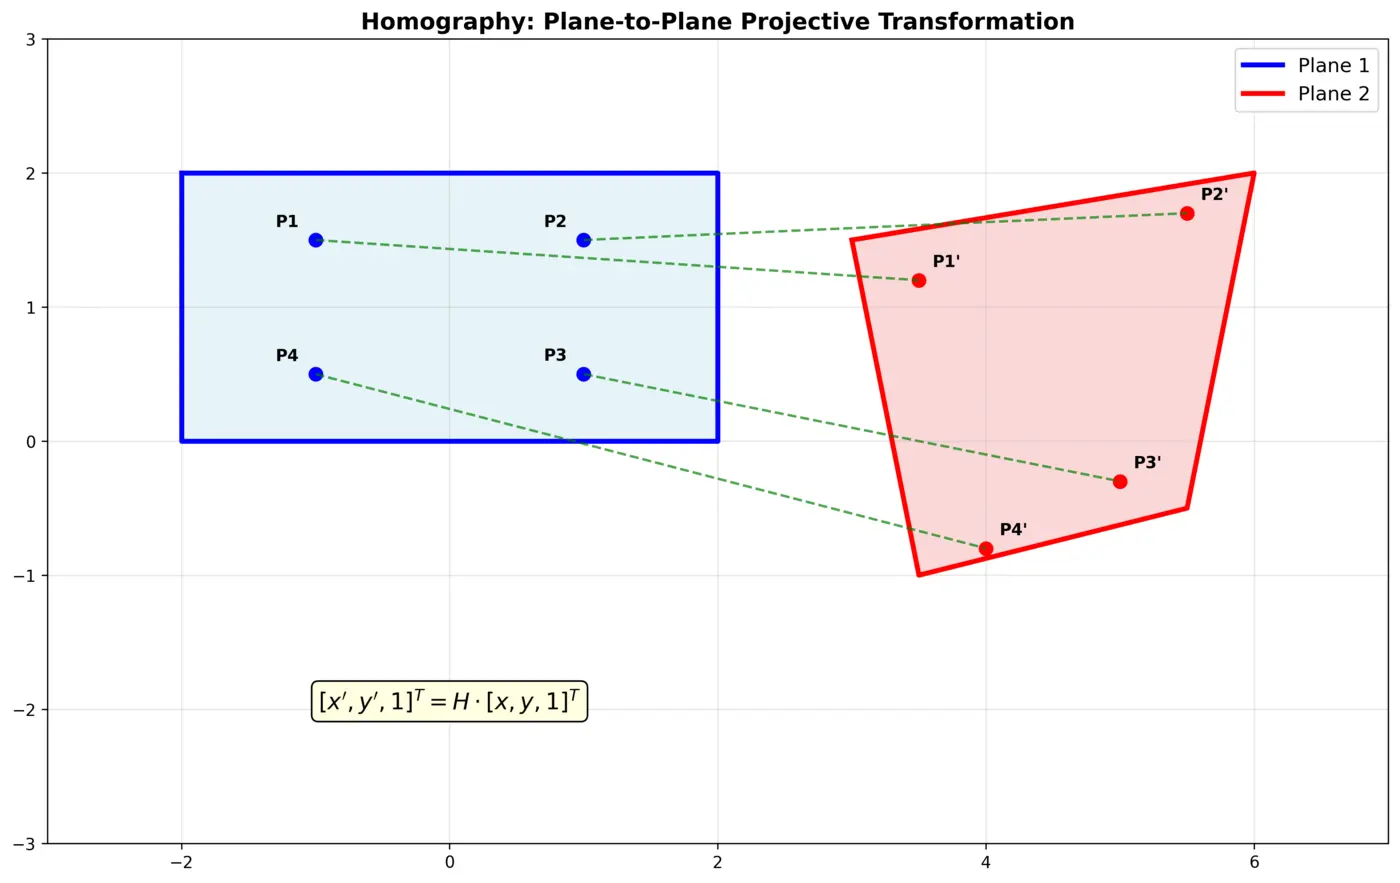 Homography: Plane-to-Plane Projective Transformation
Plane 1
Plane 2
3
2
1
0
−1
−2
−3
P1
P2
P4
P3
P1'
P2'
P3'
P4'
[x′, y′, 1]ᵀ = H · [x, y, 1]ᵀ
−2
0
2
4
6